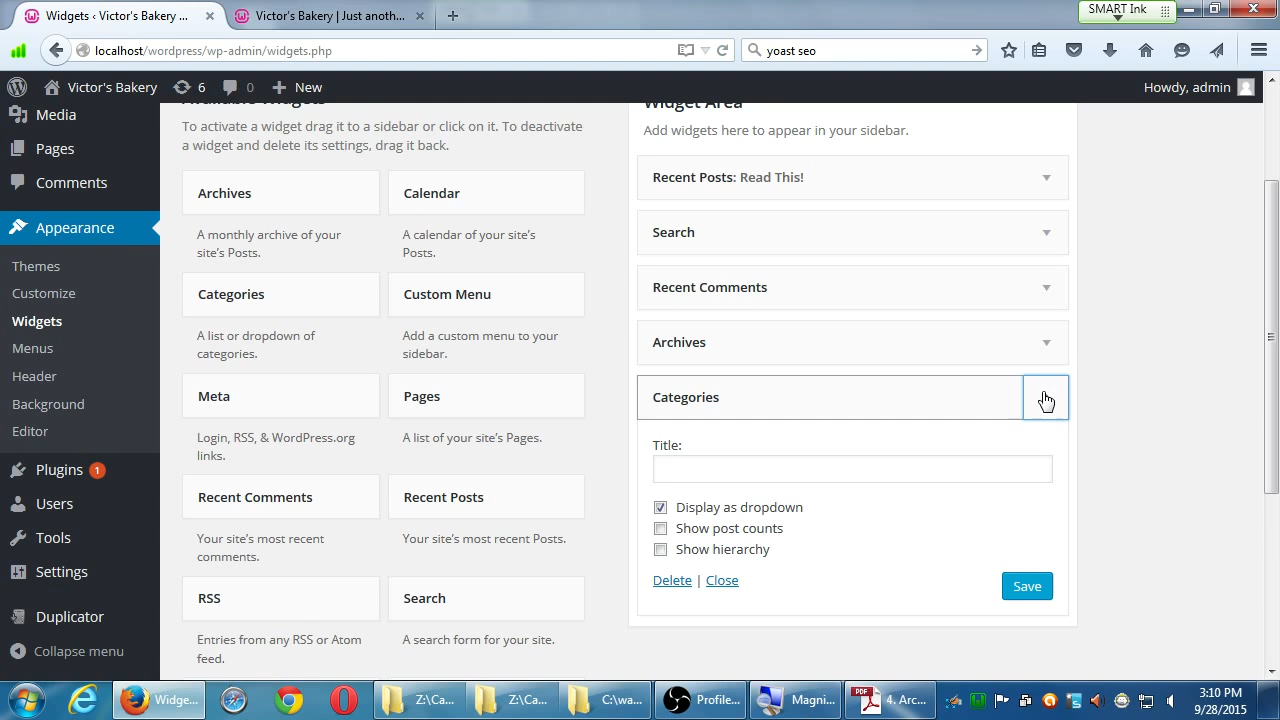 Widgets ‹ Victor's Bakery ...
Victor's Bakery | Just anoth...
SMART Ink
localhost/wordpress/wp-admin/widgets.php
yoast seo
Victor's Bakery
6
0
New
Howdy, admin
Media
Pages
Comments
Appearance
Themes
Customize
Widgets
Menus
Header
Background
Editor
Plugins 1
Users
Tools
Settings
Duplicator
Collapse menu
Available Widgets
To activate a widget drag it to a sidebar or click on it. To deactivate
a widget and delete its settings, drag it back.
Archives
A monthly archive of your
site's Posts.
Calendar
A calendar of your site's
Posts.
Categories
A list or dropdown of
categories.
Custom Menu
Add a custom menu to your
sidebar.
Meta
Login, RSS, & WordPress.org
links.
Pages
A list of your site's Pages.
Recent Comments
Your site's most recent
comments.
Recent Posts
Your site's most recent Posts.
RSS
Entries from any RSS or Atom
feed.
Search
A search form for your site.
Widget Area
Add widgets here to appear in your sidebar.
Recent Posts: Read This!
Search
Recent Comments
Archives
Categories
Title:
Display as dropdown
Show post counts
Show hierarchy
Delete | Close
Save
Widge...
Z:\Ca...
Z:\Ca...
C:\wa...
Profile...
Magni...
PDF
4. Arc...
3:10 PM
9/28/2015